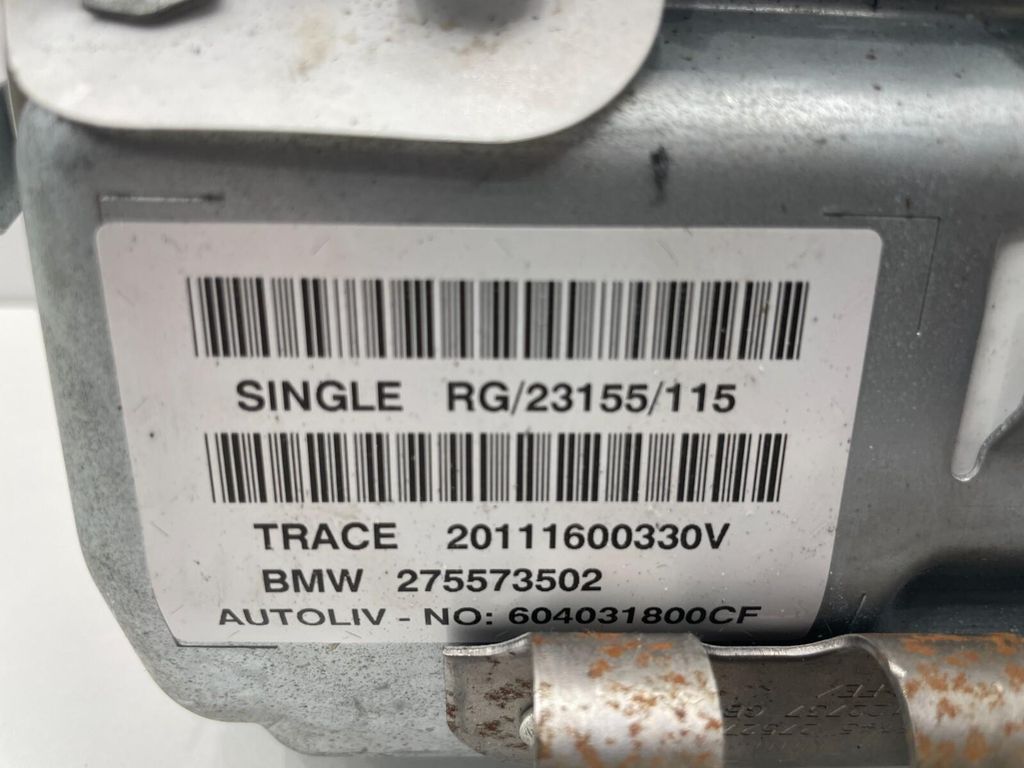 SINGLE RG/23155/115
TRACE 20111600330V
BMW 275573502
AUTOLIV - NO: 604031800CF